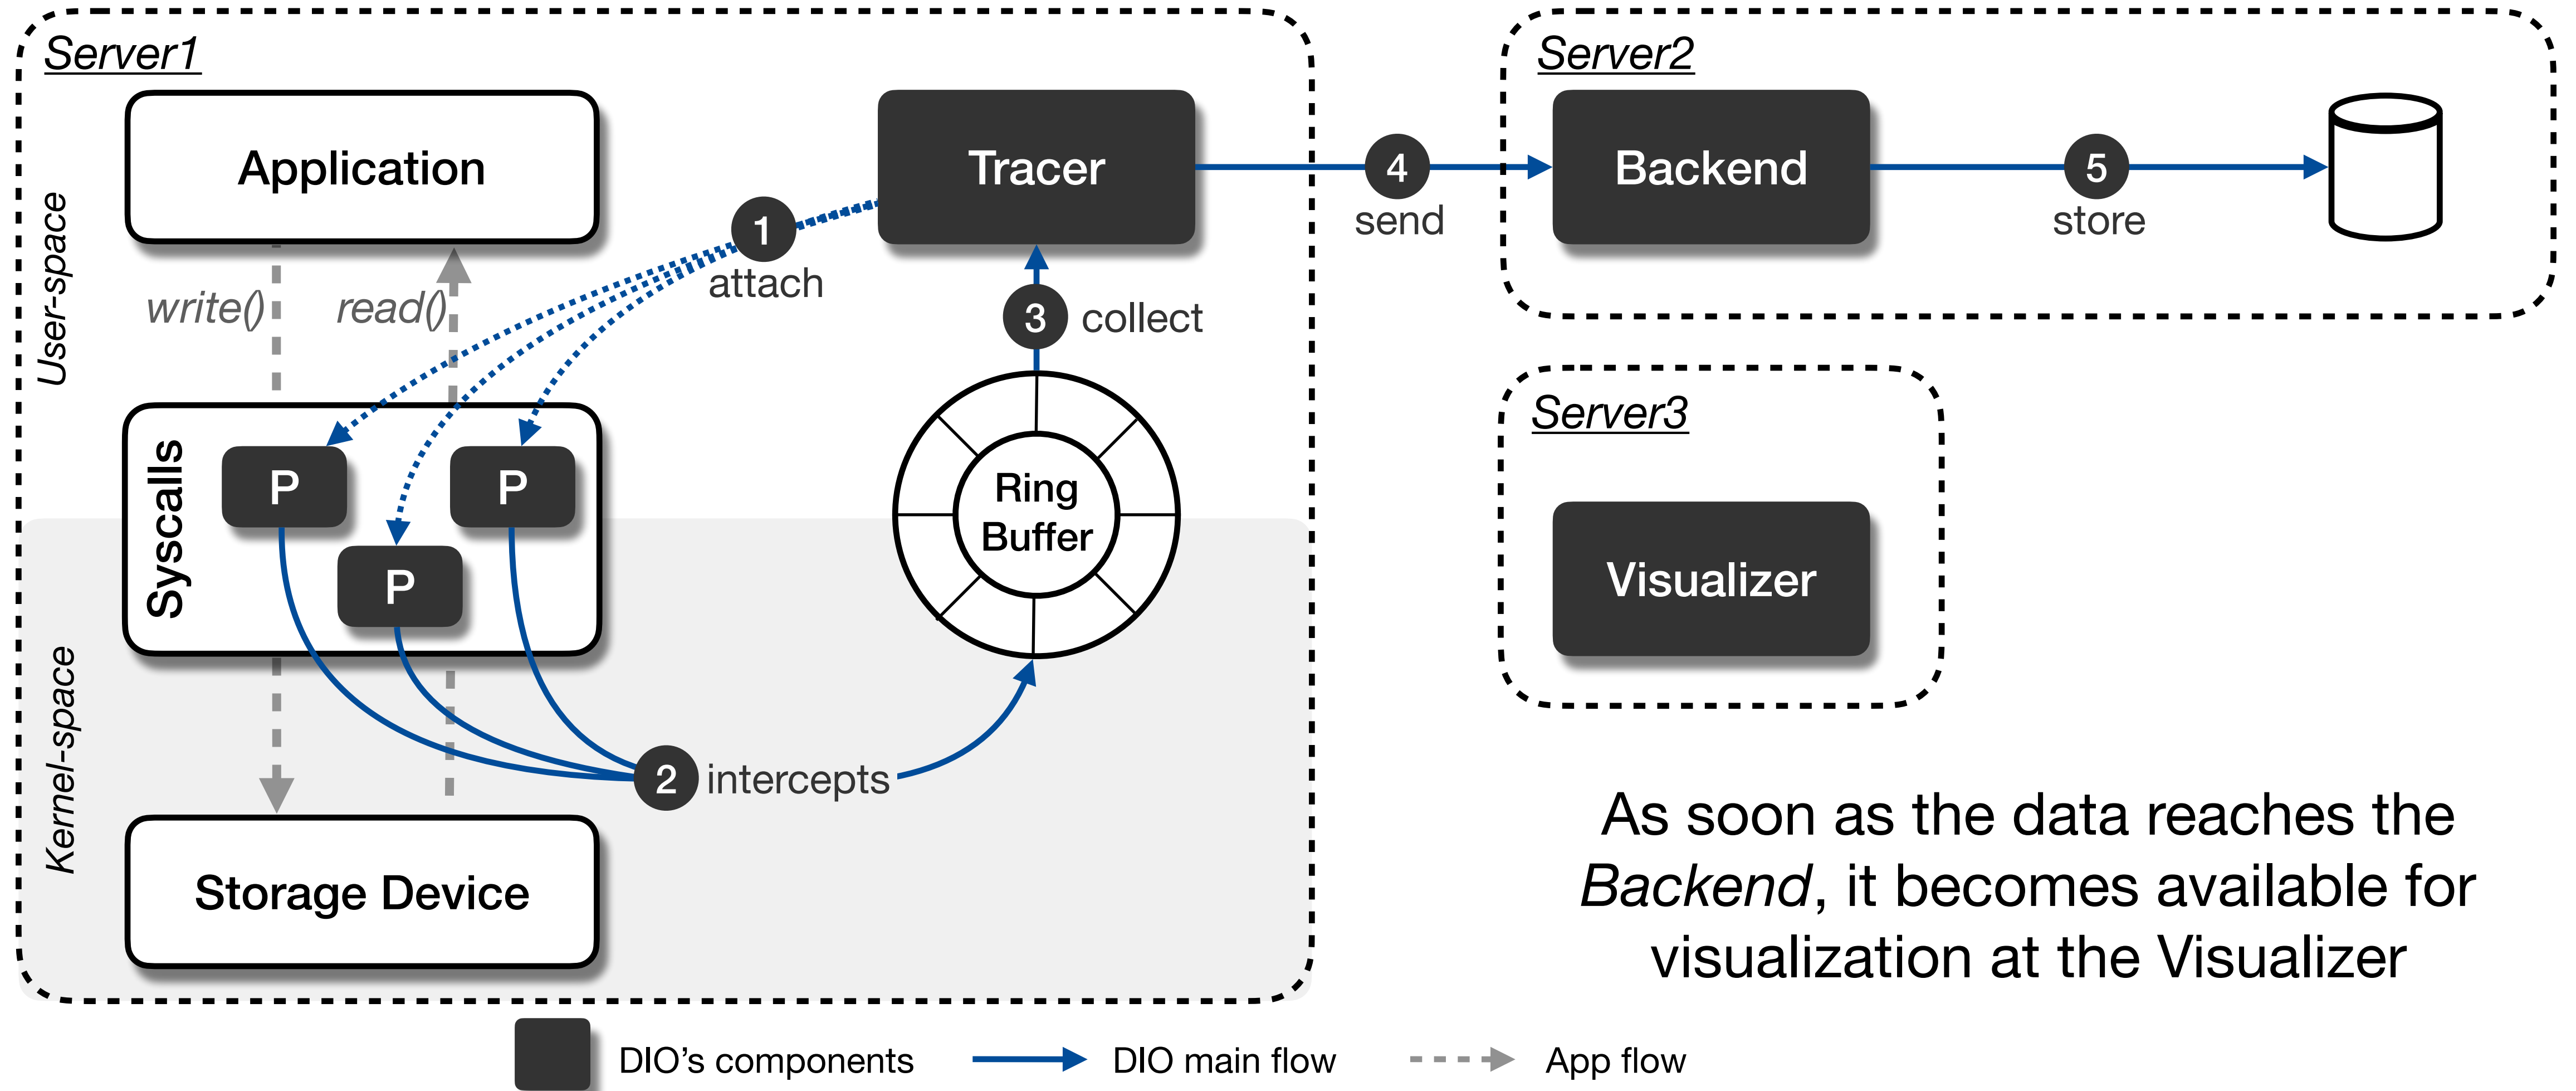 Server1
Application
Tracer
1
attach
write()
read()
3
collect
User-space
Syscalls
P
P
P
Ring
Buffer
Kernel-space
2
intercepts
Storage Device
4
send
Server2
Backend
5
store
Server3
Visualizer
As soon as the data reaches the
Backend, it becomes available for
visualization at the Visualizer
DIO's components
DIO main flow
App flow